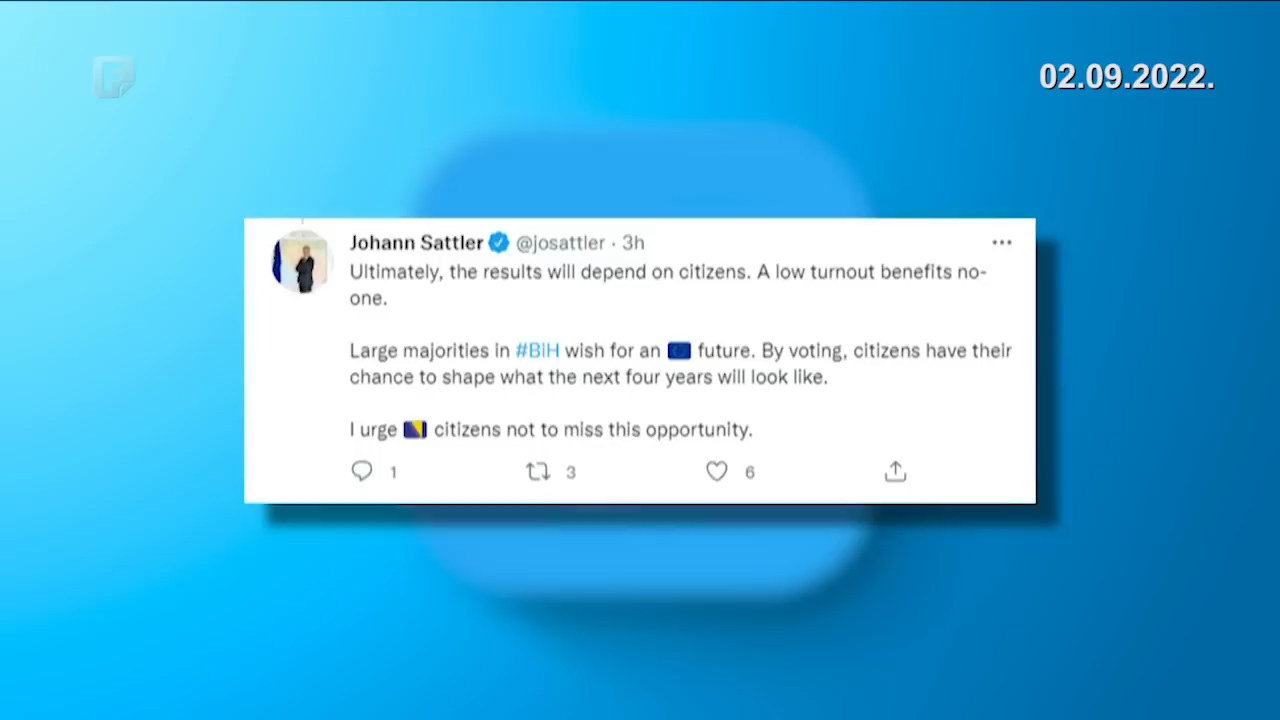 F
02.09.2022.
Johann Sattler @josattler · 3h
Ultimately, the results will depend on citizens. A low turnout benefits no-
one.
Large majorities in #BiH wish for an 🇪🇺 future. By voting, citizens have their
chance to shape what the next four years will look like.
I urge 🇧🇦 citizens not to miss this opportunity.
1 3 6